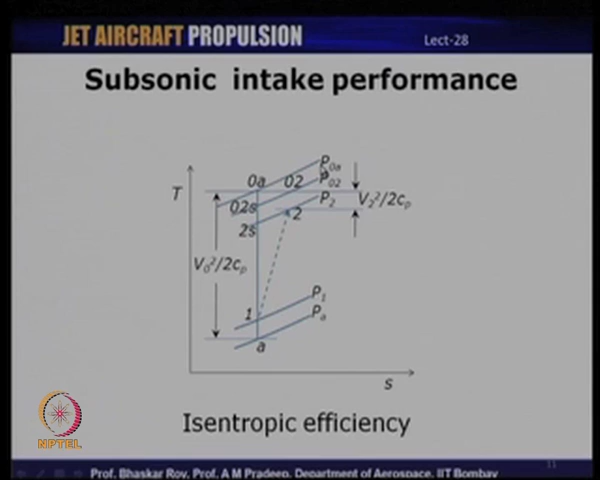 JET AIRCRAFT PROPULSION
Lect-28
Subsonic intake performance
P0a
P02
P2
0a 02
T
02s
2
V2²/2cp
2s
V0²/2cp
1
P1
Pa
a
s
Isentropic efficiency
NPTEL
Prof. Bhaskar Roy, Prof. A M Pradeep, Department of Aerospace, IIT Bombay
11